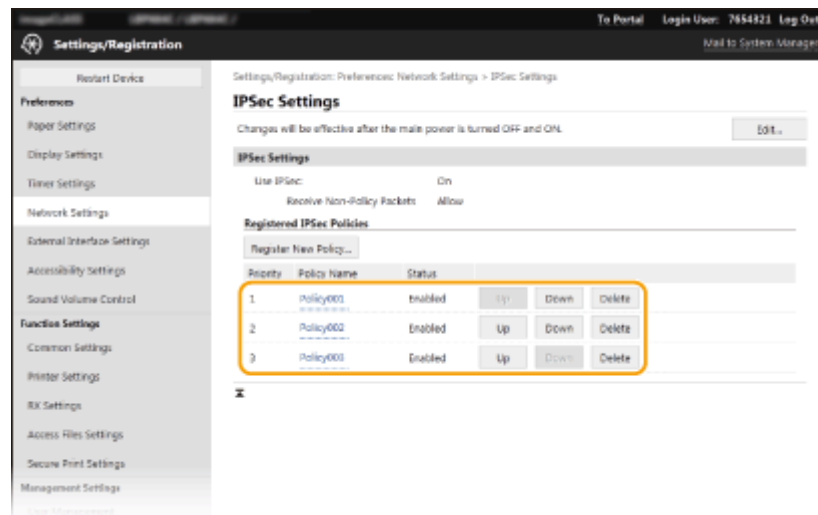 To Portal Login User: 7654321 Log Out
Settings/Registration
Mail to System Manager
Restart Device
Settings/Registration: Preferences: Network Settings > IPSec Settings
Preferences
IPSec Settings
Paper Settings
Changes will be effective after the main power is turned OFF and ON.
Edit...
Display Settings
IPSec Settings
Timer Settings
Use IPSec: On
Receive Non-Policy Packets Allow
Network Settings
Registered IPSec Policies
External Interface Settings
Register New Policy...
Accessibility Settings
Priority Policy Name Status
Sound Volume Control
1 Policy001 Enabled Up Down Delete
Function Settings
2 Policy002 Enabled Up Down Delete
Common Settings
3 Policy003 Enabled Up Down Delete
Printer Settings
RX Settings
Access Files Settings
Secure Print Settings
Management Settings
User Management